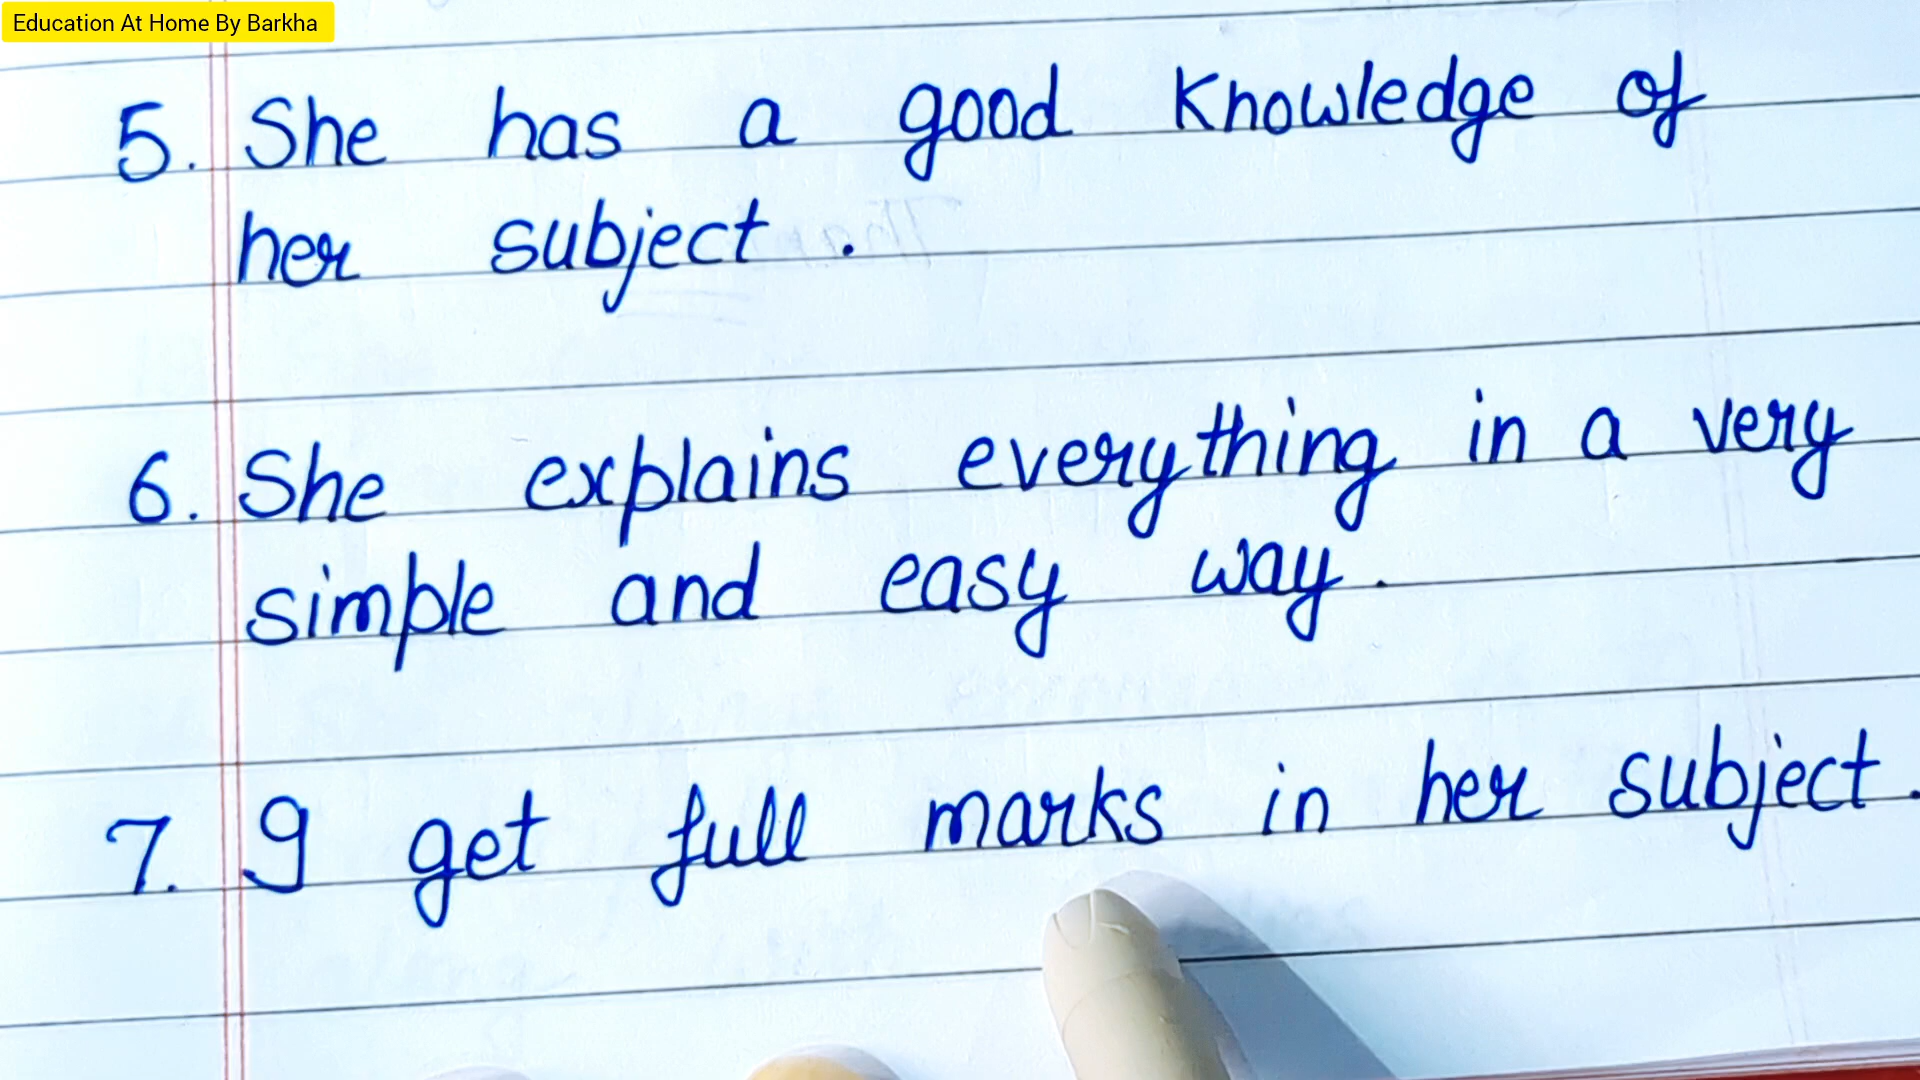 Education At Home By Barkha
5. She has a good knowledge of
her subject.
6. She explains everything in a very
simple and easy way.
7. I get full marks in her subject.